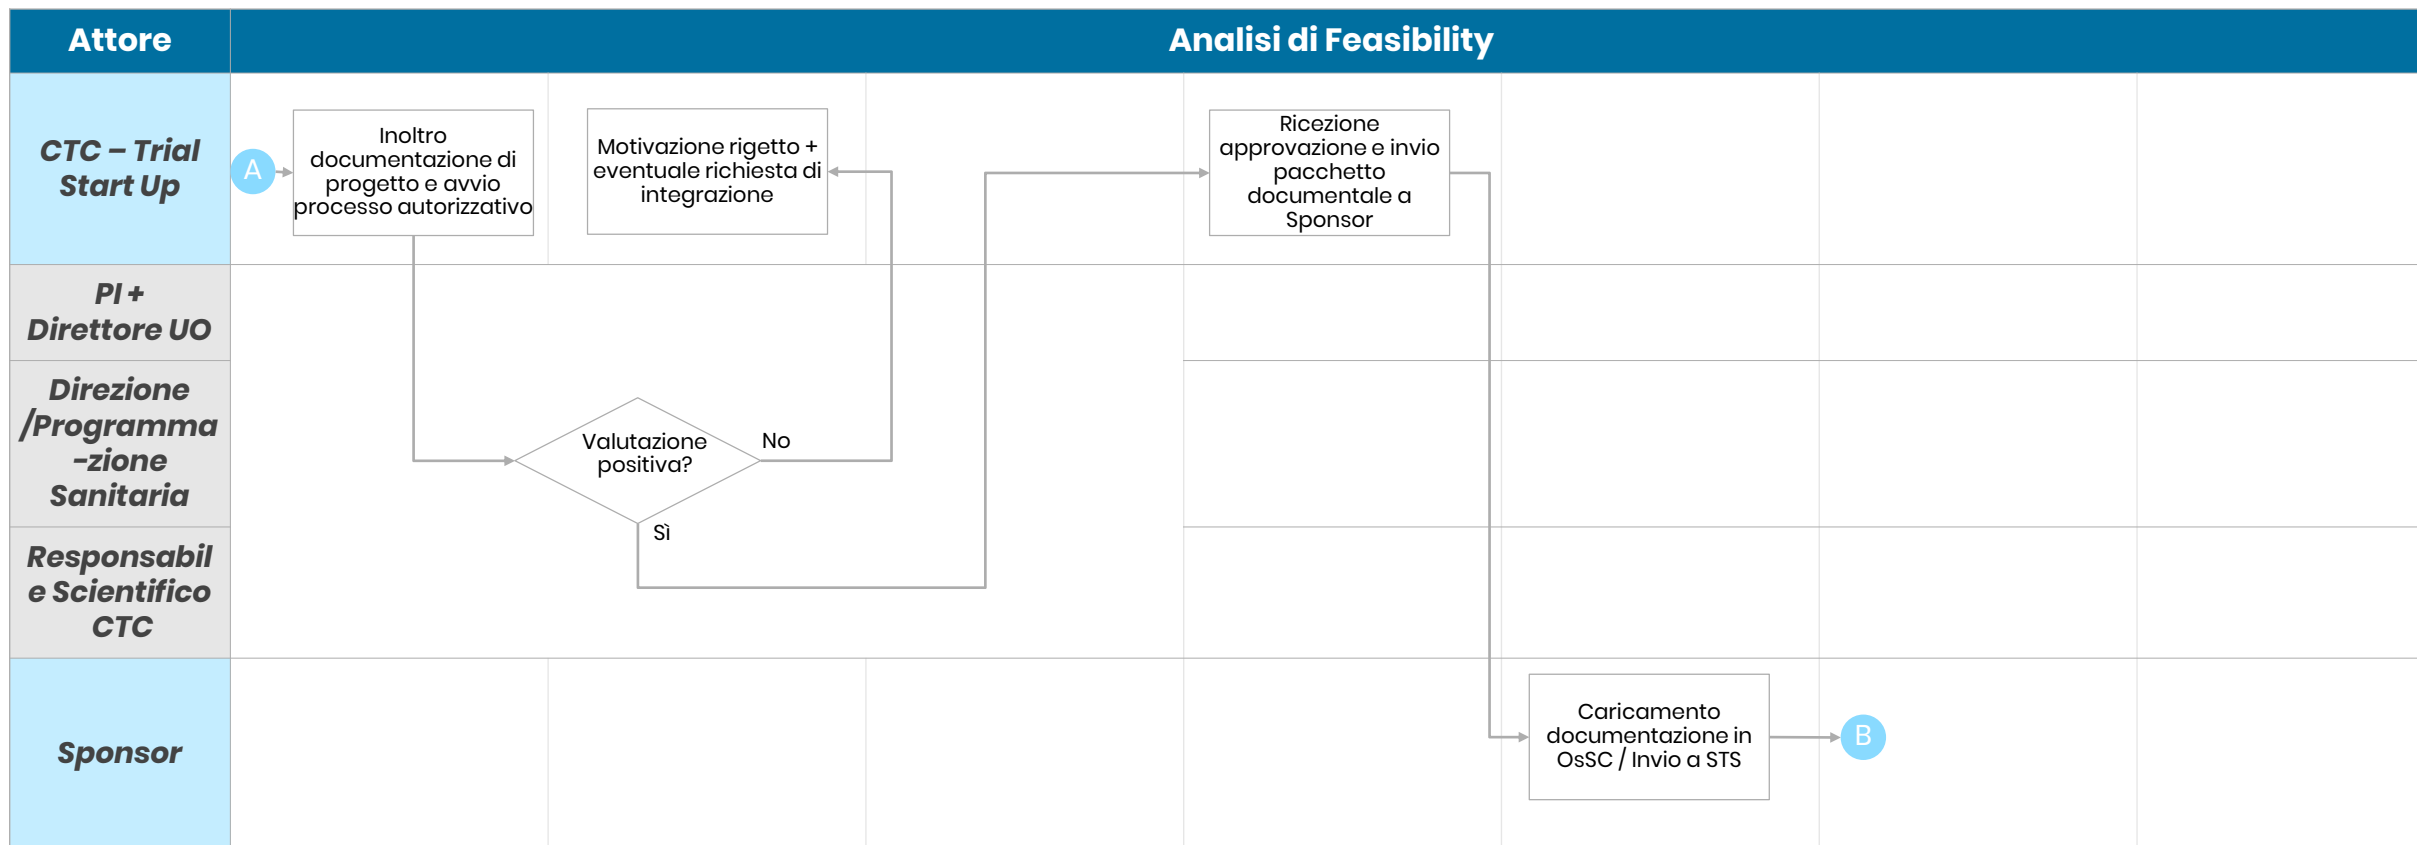 Attore
Analisi di Feasibility
CTC – Trial
Start Up
A
Inoltro
documentazione di
progetto e avvio
processo autorizzativo
Motivazione rigetto +
eventuale richiesta di
integrazione
Ricezione
approvazione e invio
pacchetto
documentale a
Sponsor
PI +
Direttore UO
Direzione
/Programma
-zione
Sanitaria
Valutazione
positiva?
No
Sì
Responsabil
e Scientifico
CTC
Sponsor
Caricamento
documentazione in
OsSC / Invio a STS
B